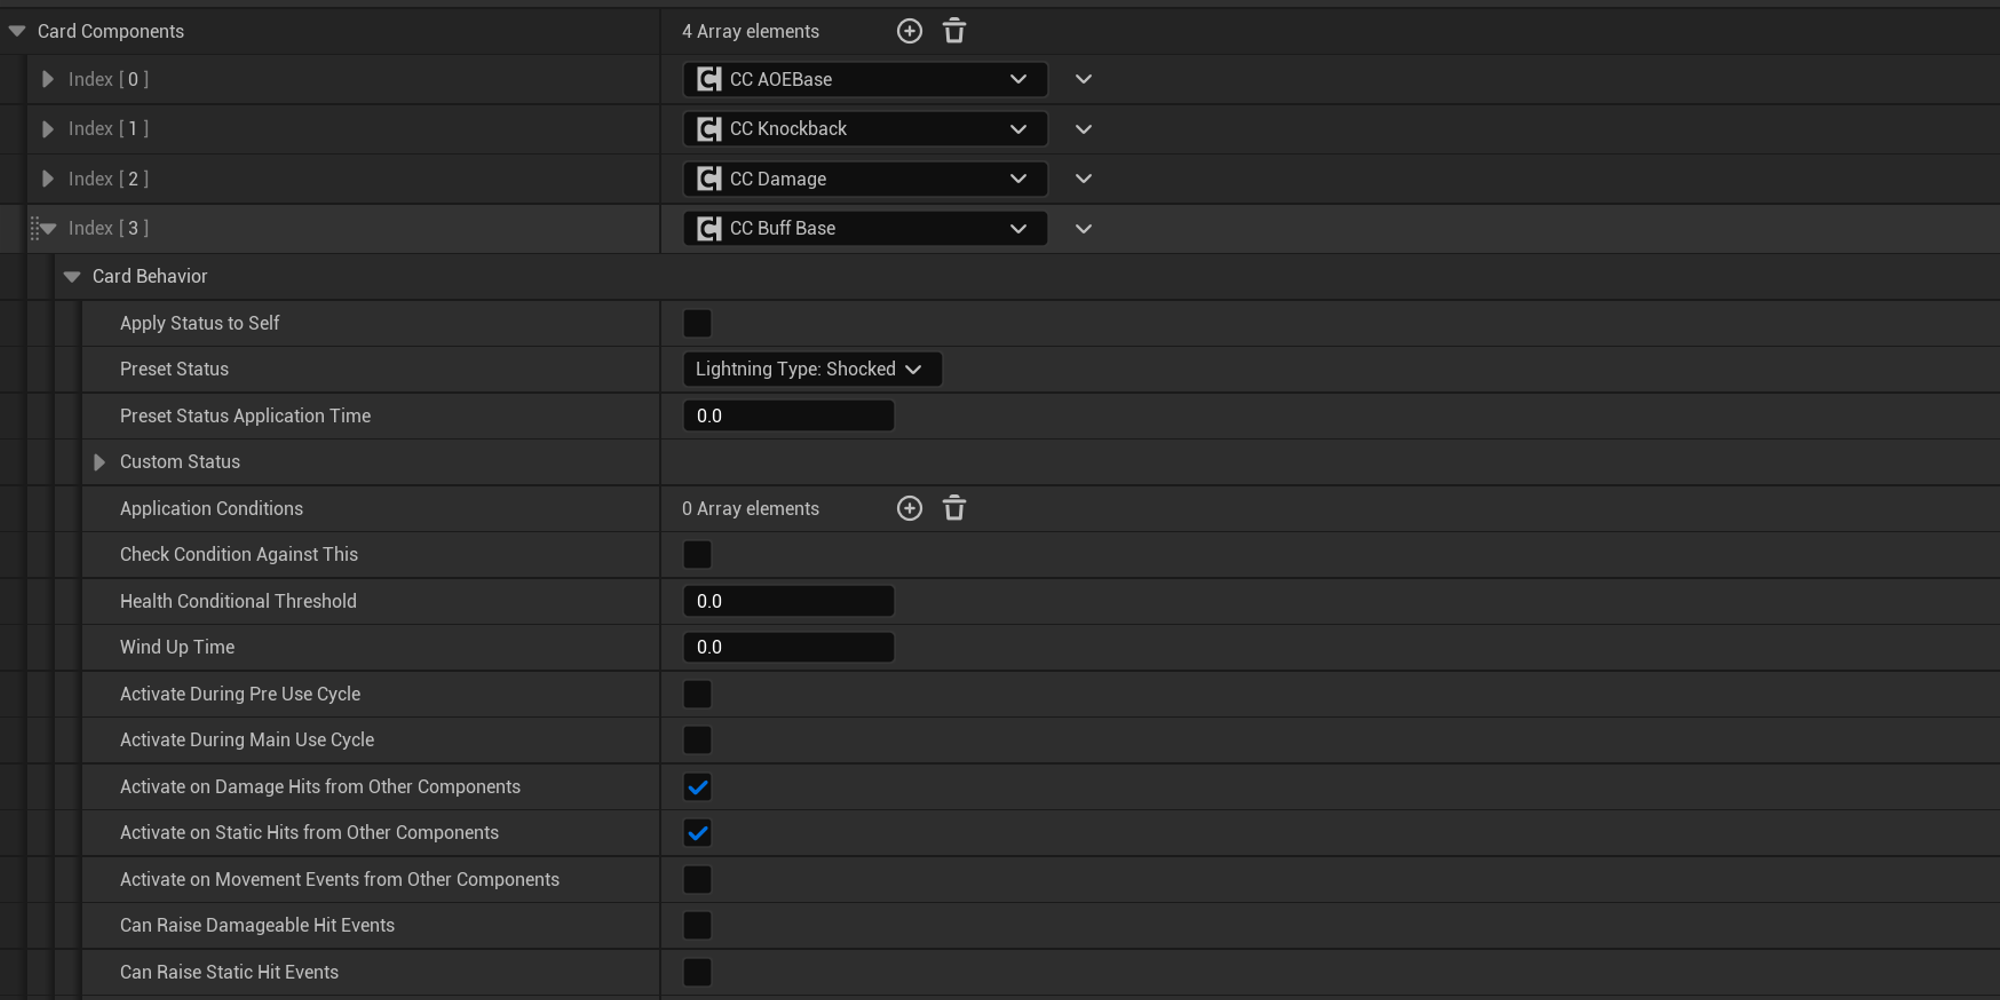 Card Components 4 Array elements
Index [ 0 ] CC AOEBase
Index [ 1 ] CC Knockback
Index [ 2 ] CC Damage
Index [ 3 ] CC Buff Base
Card Behavior
Apply Status to Self
Preset Status Lightning Type: Shocked
Preset Status Application Time 0.0
Custom Status
Application Conditions 0 Array elements
Check Condition Against This
Health Conditional Threshold 0.0
Wind Up Time 0.0
Activate During Pre Use Cycle
Activate During Main Use Cycle
Activate on Damage Hits from Other Components
Activate on Static Hits from Other Components
Activate on Movement Events from Other Components
Can Raise Damageable Hit Events
Can Raise Static Hit Events